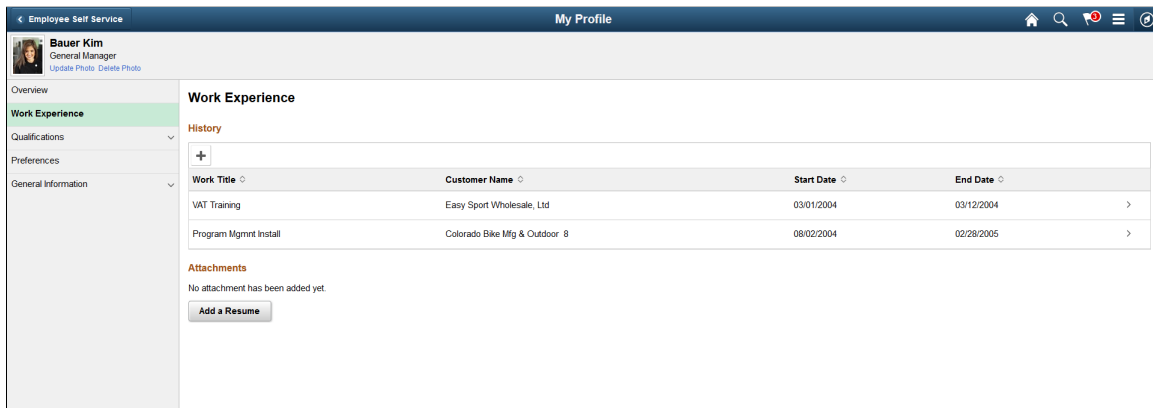 Employee Self Service
My Profile
3
Bauer Kim
General Manager
Update Photo Delete Photo
Overview
Work Experience
Qualifications
Preferences
General Information
Work Experience
History
+
Work Title Customer Name Start Date End Date
VAT Training Easy Sport Wholesale, Ltd 03/01/2004 03/12/2004
Program Mgmnt Install Colorado Bike Mfg & Outdoor 8 08/02/2004 02/28/2005
Attachments
No attachment has been added yet.
Add a Resume